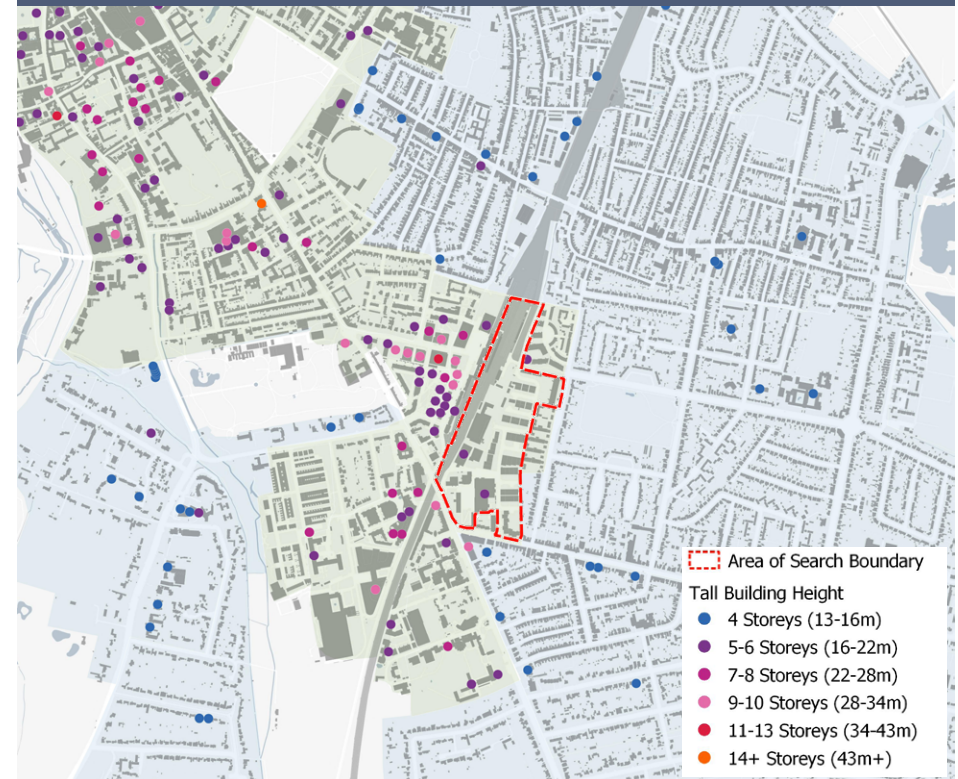 Area of Search Boundary
Tall Building Height
4 Storeys (13-16m)
5-6 Storeys (16-22m)
7-8 Storeys (22-28m)
9-10 Storeys (28-34m)
11-13 Storeys (34-43m)
14+ Storeys (43m+)